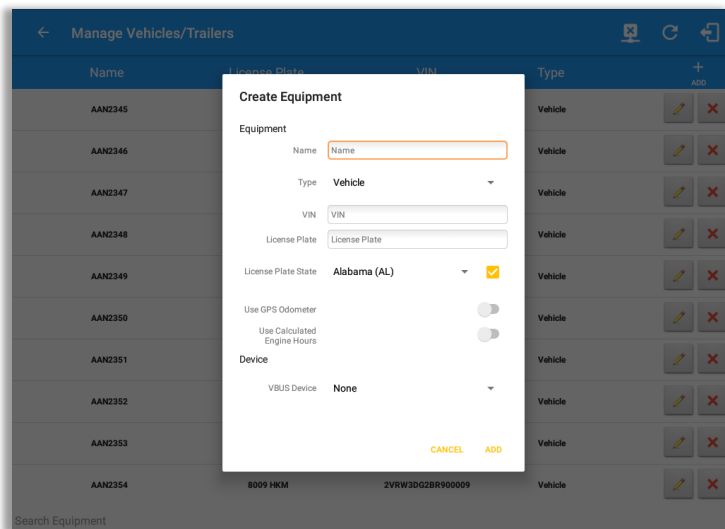 Manage Vehicles/Trailers
Name License Plate VIN Type ADD
Create Equipment
Equipment
Name Name
Type Vehicle
VIN VIN
License Plate License Plate
License Plate State Alabama (AL)
Use GPS Odometer
Use Calculated
Engine Hours
Device
VBUS Device None
CANCEL ADD
AAN2345 Vehicle
AAN2346 Vehicle
AAN2347 Vehicle
AAN2348 Vehicle
AAN2349 Vehicle
AAN2350 Vehicle
AAN2351 Vehicle
AAN2352 Vehicle
AAN2353 Vehicle
AAN2354 8009 HKM 2VRW3DG2BR900009 Vehicle
Search Equipment